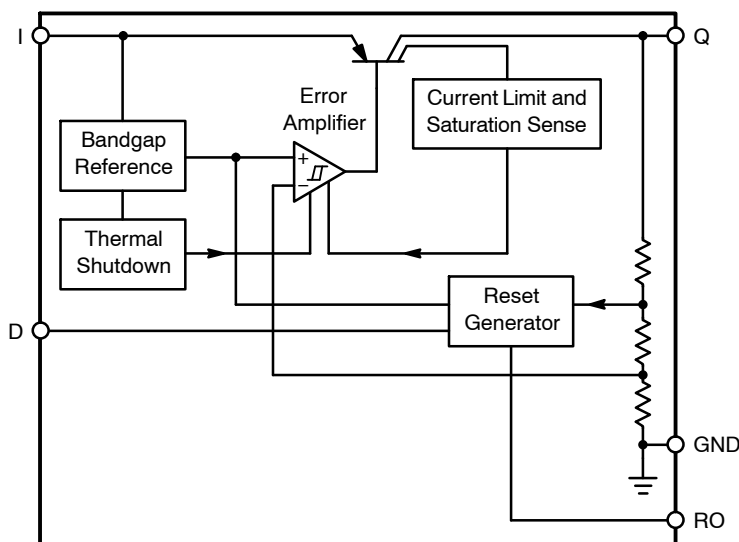 I
Q
Error
Amplifier
Current Limit and
Saturation Sense
Bandgap
Reference
+
−
Thermal
Shutdown
Reset
Generator
D
GND
RO